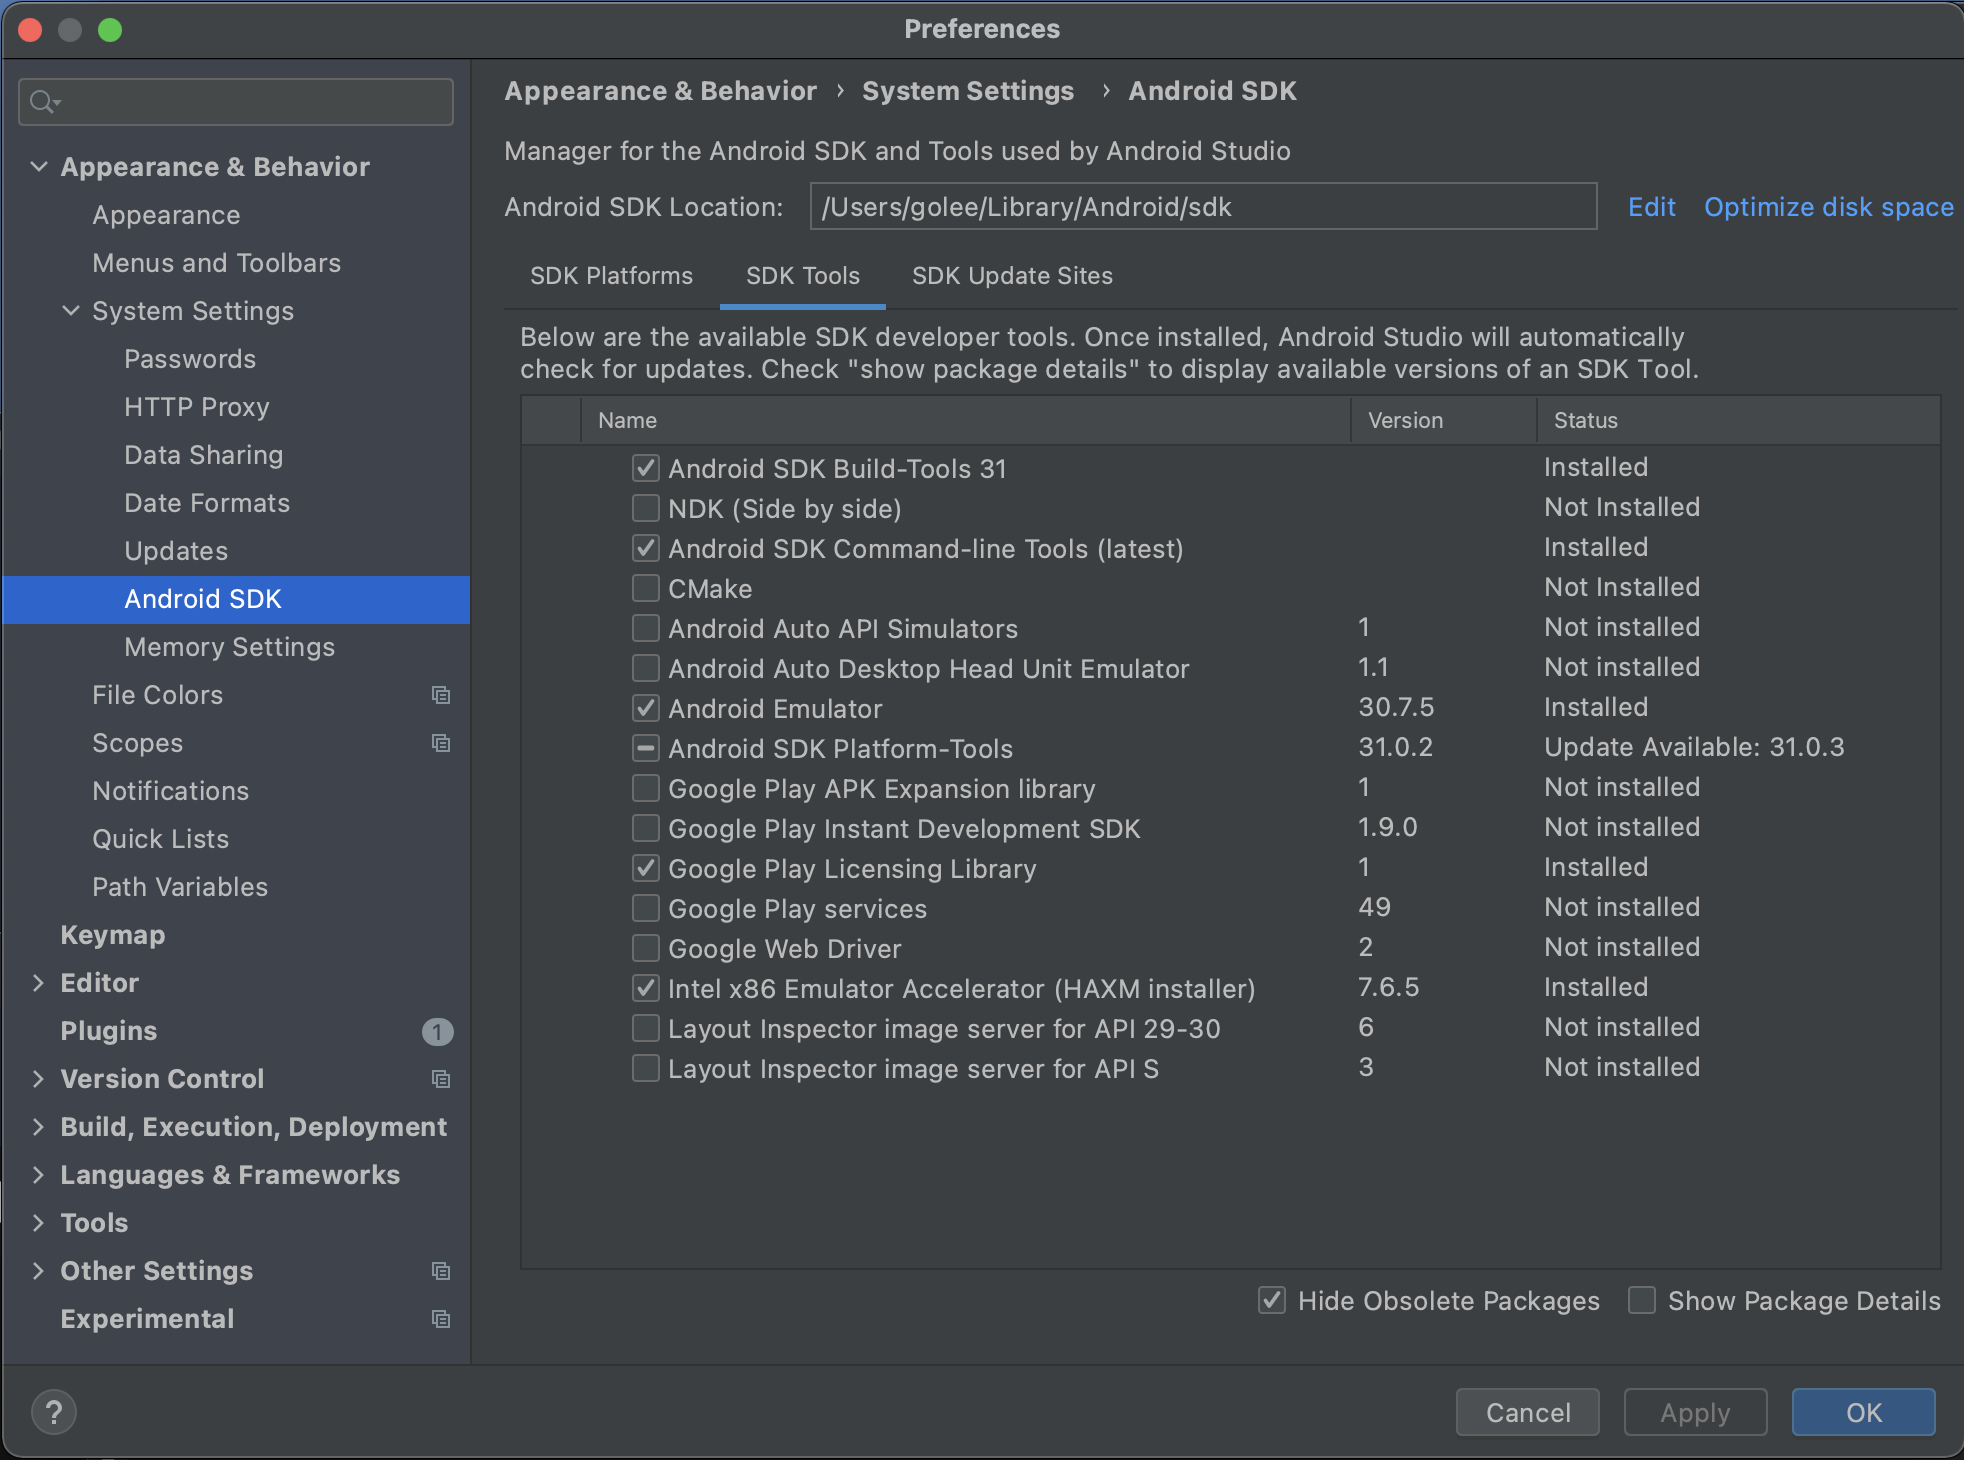 Preferences
Appearance & Behavior
Appearance
Menus and Toolbars
System Settings
Passwords
HTTP Proxy
Data Sharing
Date Formats
Updates
Android SDK
Memory Settings
File Colors
Scopes
Notifications
Quick Lists
Path Variables
Keymap
Editor
Plugins 1
Version Control
Build, Execution, Deployment
Languages & Frameworks
Tools
Other Settings
Experimental
Appearance & Behavior › System Settings › Android SDK
Manager for the Android SDK and Tools used by Android Studio
Android SDK Location: /Users/golee/Library/Android/sdk Edit Optimize disk space
SDK Platforms SDK Tools SDK Update Sites
Below are the available SDK developer tools. Once installed, Android Studio will automatically
check for updates. Check "show package details" to display available versions of an SDK Tool.
Name Version Status
Android SDK Build-Tools 31 Installed
NDK (Side by side) Not Installed
Android SDK Command-line Tools (latest) Installed
CMake Not Installed
Android Auto API Simulators 1 Not installed
Android Auto Desktop Head Unit Emulator 1.1 Not installed
Android Emulator 30.7.5 Installed
Android SDK Platform-Tools 31.0.2 Update Available: 31.0.3
Google Play APK Expansion library 1 Not installed
Google Play Instant Development SDK 1.9.0 Not installed
Google Play Licensing Library 1 Installed
Google Play services 49 Not installed
Google Web Driver 2 Not installed
Intel x86 Emulator Accelerator (HAXM installer) 7.6.5 Installed
Layout Inspector image server for API 29-30 6 Not installed
Layout Inspector image server for API S 3 Not installed
Hide Obsolete Packages Show Package Details
? Cancel Apply OK